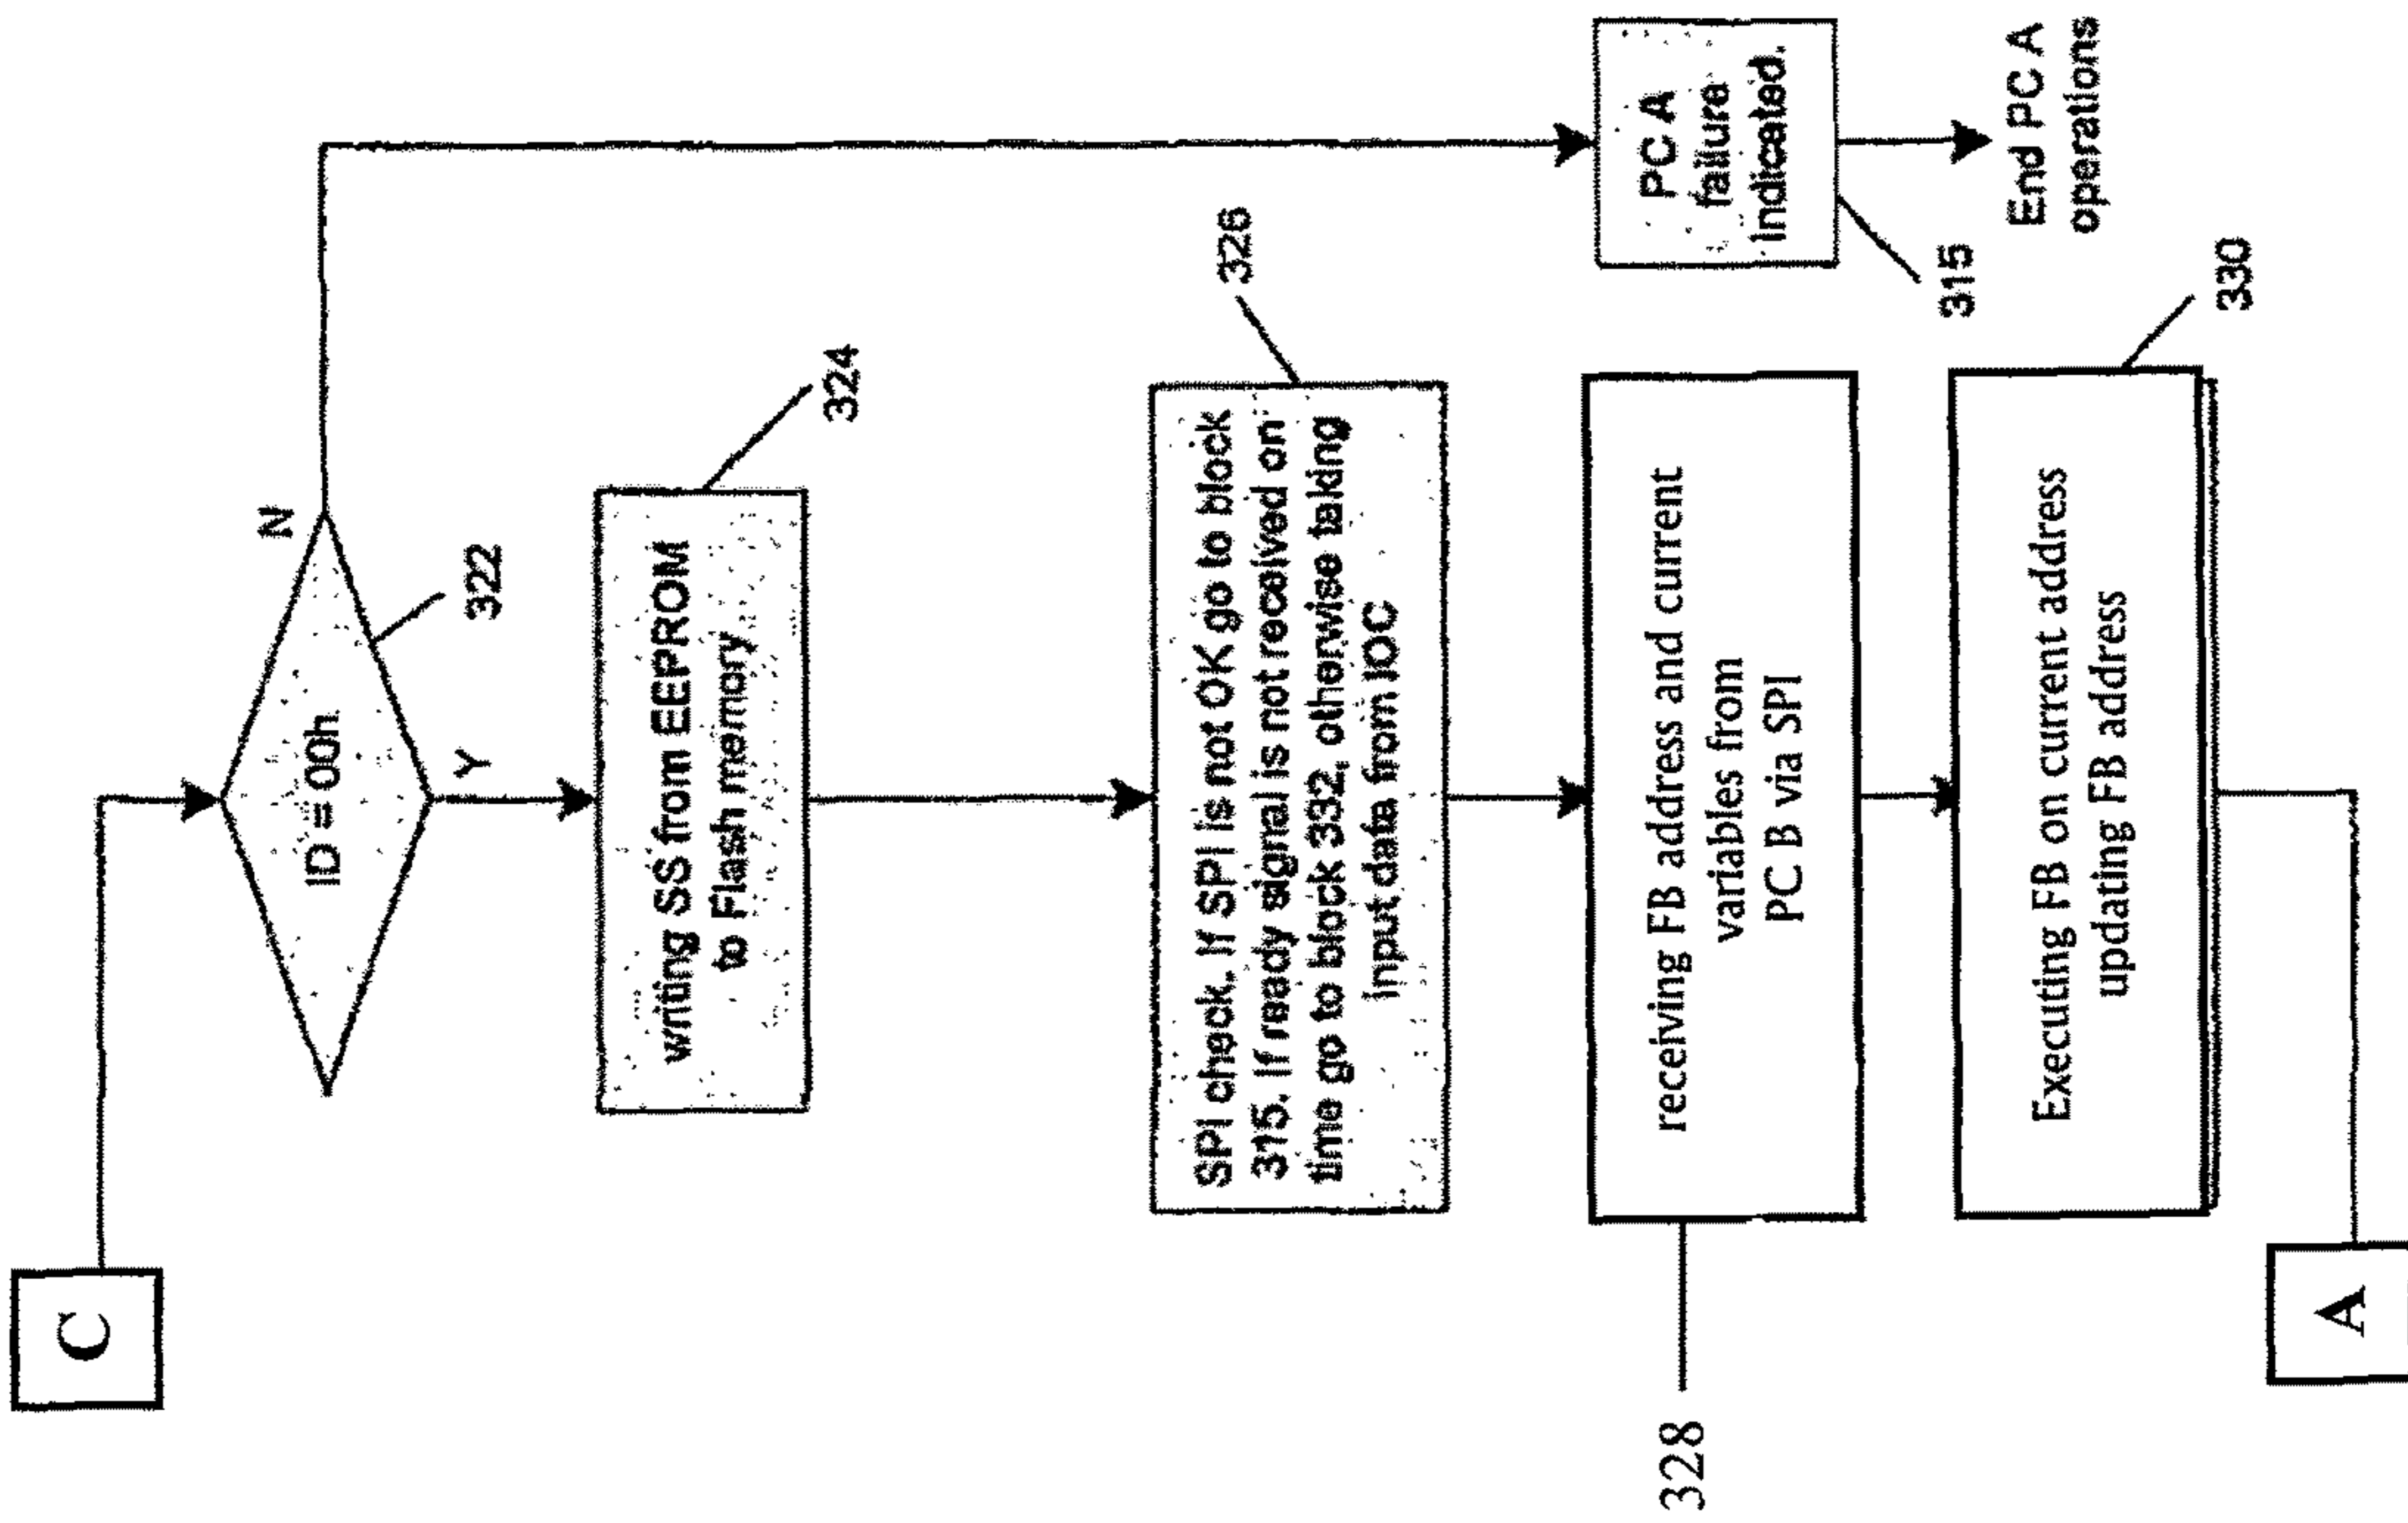 C
ID = 00h
N
322
Y
writing SS from EEPROM
to Flash memory
324
SPI check. If SPI is not OK go to block
315. If ready signal is not received on
time go to block 332, otherwise taking
input data from IOC
326
receiving FB address and current
variables from
PC B via SPI
328
PC A
failure
indicated.
315
End PC A
operations
Executing FB on current address
updating FB address
330
A